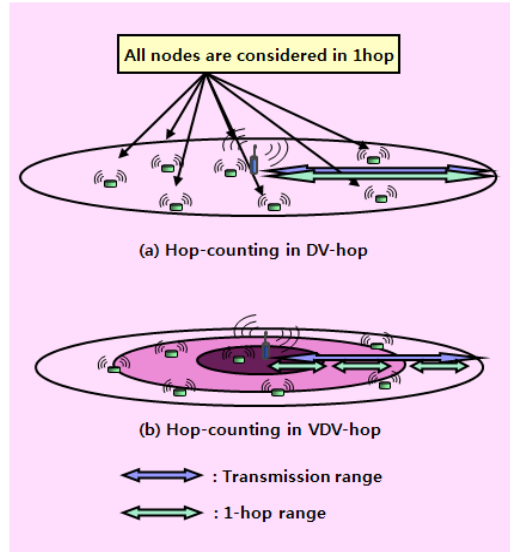 All nodes are considered in 1hop
(a) Hop-counting in DV-hop
(b) Hop-counting in VDV-hop
: Transmission range
: 1-hop range